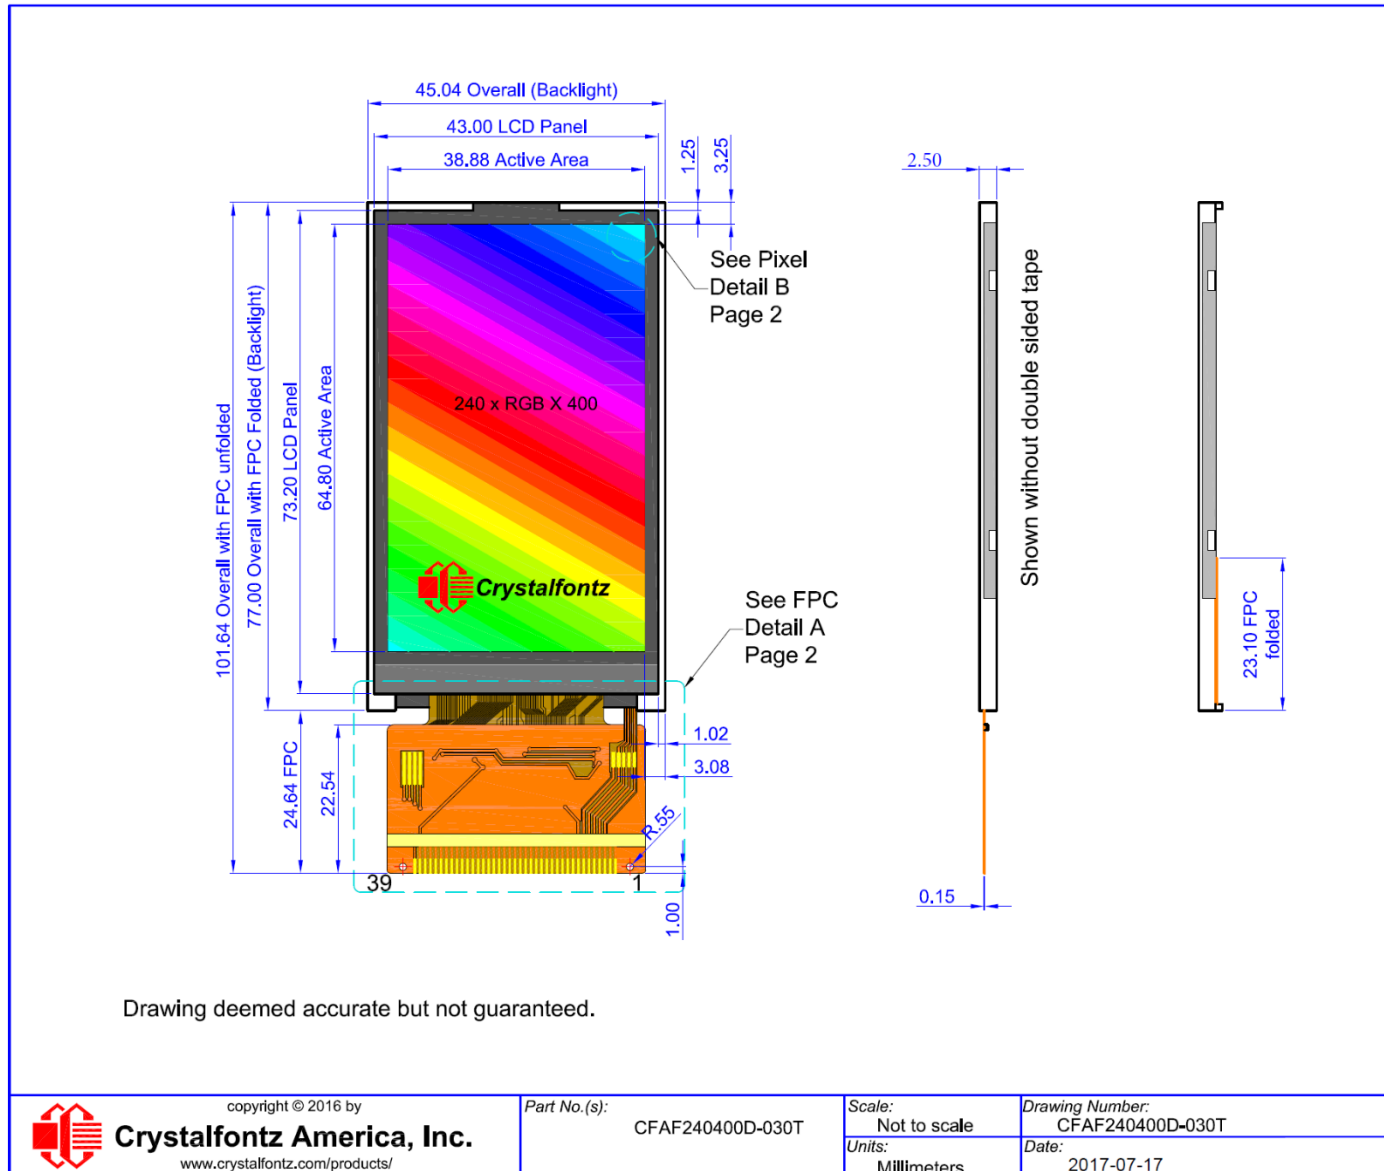 45.04 Overall (Backlight)
43.00 LCD Panel
38.88 Active Area
1.25
3.25
2.50
See Pixel
Detail B
Page 2
Shown without double sided tape
101.64 Overall with FPC unfolded
77.00 Overall with FPC Folded (Backlight)
73.20 LCD Panel
64.80 Active Area
240 x RGB X 400
Crystalfontz
See FPC
Detail A
Page 2
23.10 FPC
folded
24.64 FPC
22.54
1.02
3.08
R.55
39
1
1.00
0.15
Drawing deemed accurate but not guaranteed.
copyright © 2016 by
Crystalfontz America, Inc.
www.crystalfontz.com/products/
Part No.(s):
CFAF240400D-030T
Scale:
Not to scale
Units:
Millimeters
Drawing Number:
CFAF240400D-030T
Date:
2017-07-17